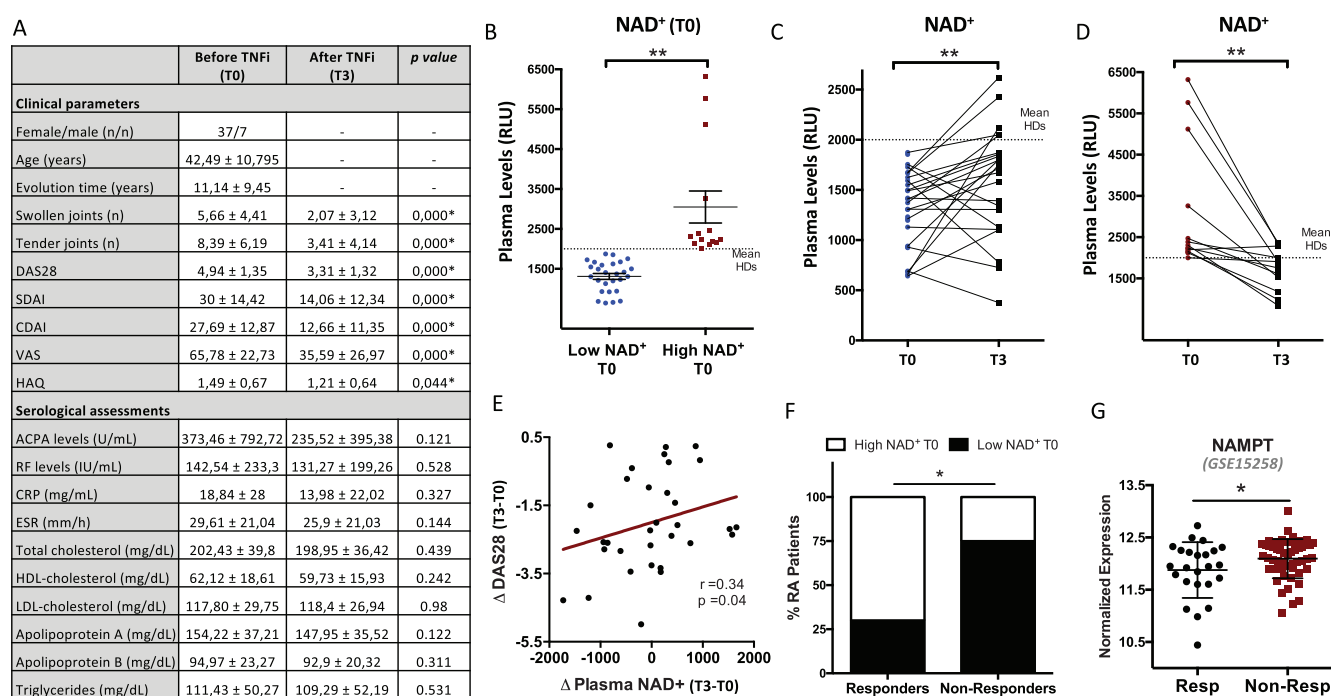 A
Before TNFi (T0) After TNFi (T3) p value
Clinical parameters
Female/male (n/n) 37/7 - -
Age (years) 42,49 ± 10,795 - -
Evolution time (years) 11,14 ± 9,45 - -
Swollen joints (n) 5,66 ± 4,41 2,07 ± 3,12 0,000*
Tender joints (n) 8,39 ± 6,19 3,41 ± 4,14 0,000*
DAS28 4,94 ± 1,35 3,31 ± 1,32 0,000*
SDAI 30 ± 14,42 14,06 ± 12,34 0,000*
CDAI 27,69 ± 12,87 12,66 ± 11,35 0,000*
VAS 65,78 ± 22,73 35,59 ± 26,97 0,000*
HAQ 1,49 ± 0,67 1,21 ± 0,64 0,044*
Serological assessments
ACPA levels (U/mL) 373,46 ± 792,72 235,52 ± 395,38 0.121
RF levels (IU/mL) 142,54 ± 233,3 131,27 ± 199,26 0.528
CRP (mg/mL) 18,84 ± 28 13,98 ± 22,02 0.327
ESR (mm/h) 29,61 ± 21,04 25,9 ± 21,03 0.144
Total cholesterol (mg/dL) 202,43 ± 39,8 198,95 ± 36,42 0.439
HDL-cholesterol (mg/dL) 62,12 ± 18,61 59,73 ± 15,93 0.242
LDL-cholesterol (mg/dL) 117,80 ± 29,75 118,4 ± 26,94 0.98
Apolipoprotein A (mg/dL) 154,22 ± 37,21 147,95 ± 35,52 0.122
Apolipoprotein B (mg/dL) 94,97 ± 23,27 92,9 ± 20,32 0.311
Triglycerides (mg/dL) 111,43 ± 50,27 109,29 ± 52,19 0.531
B
NAD+ (T0)
**
Plasma Levels (RLU)
6500
5500
4500
3500
2500
1500
Mean
HDs
Low NAD+ High NAD+
T0 T0
C
NAD+
**
Plasma Levels (RLU)
2500
2000
1500
1000
500
0
Mean
HDs
T0 T3
D
NAD+
**
Plasma Levels (RLU)
6500
5500
4500
3500
2500
1500
Mean
HDs
T0 T3
E
Δ DAS28 (T3-T0)
0.5
-1.5
-3.5
-5.5
r =0.34
p =0.04
-2000 -1000 0 1000 2000
Δ Plasma NAD+ (T3-T0)
F
High NAD+ T0 Low NAD+ T0
*
% RA Patients
100
75
50
25
0
Responders Non-Responders
G
NAMPT
(GSE15258)
*
Normalized Expression
13.5
12.5
11.5
10.5
Resp Non-Resp